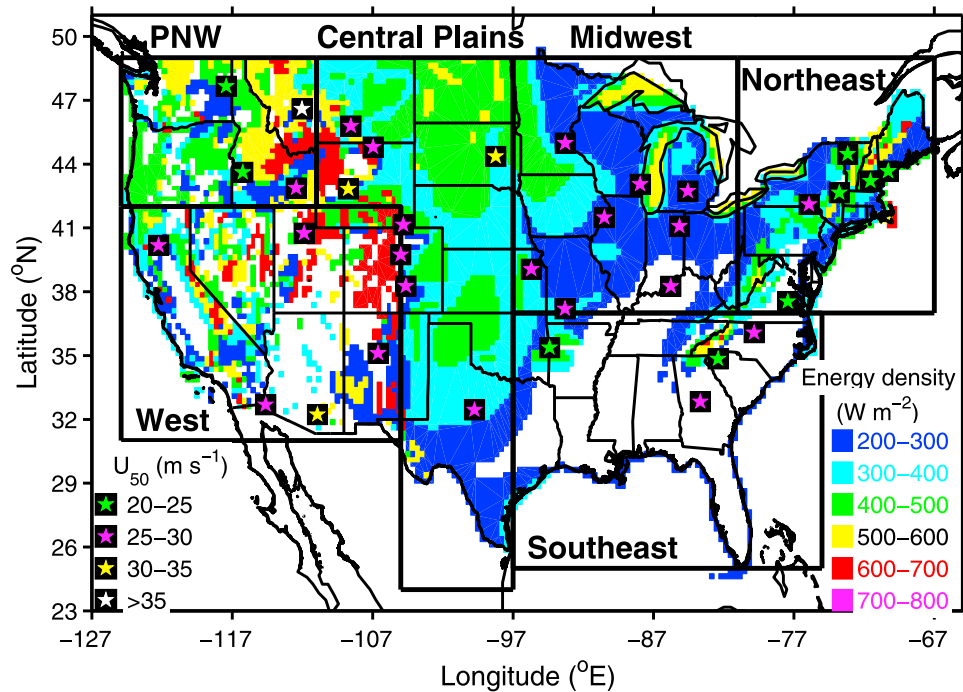 PNW Central Plains Midwest
Northeast
West
Southeast
50
47
44
41
38
35
32
29
26
23
Latitude (°N)
U50 (m s−1)
20−25
25−30
30−35
>35
Energy density
(W m−2)
200−300
300−400
400−500
500−600
600−700
700−800
−127 −117 −107 −97 −87 −77 −67
Longitude (°E)